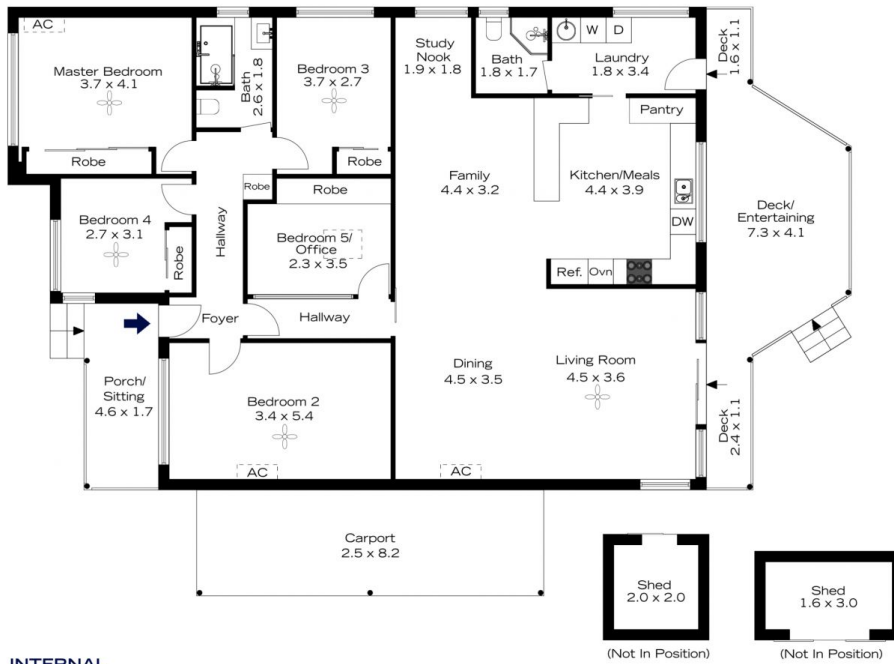 AC
Master Bedroom
3.7 x 4.1
Robe
Bath
2.6 x 1.8
Bedroom 3
3.7 x 2.7
Robe
Study
Nook
1.9 x 1.8
Bath
1.8 x 1.7
W
D
Laundry
1.8 x 3.4
Deck
1.6 x 1.1
Pantry
Family
4.4 x 3.2
Kitchen/Meals
4.4 x 3.9
DW
Ref.
Ovn
Deck/
Entertaining
7.3 x 4.1
Bedroom 4
2.7 x 3.1
Robe
Hallway
Robe
Robe
Bedroom 5/
Office
2.3 x 3.5
Foyer
Hallway
Porch/
Sitting
4.6 x 1.7
Bedroom 2
3.4 x 5.4
AC
Dining
4.5 x 3.5
Living Room
4.5 x 3.6
AC
Deck
2.4 x 1.1
Carport
2.5 x 8.2
Shed
2.0 x 2.0
(Not In Position)
Shed
1.6 x 3.0
(Not In Position)
INTERNAL